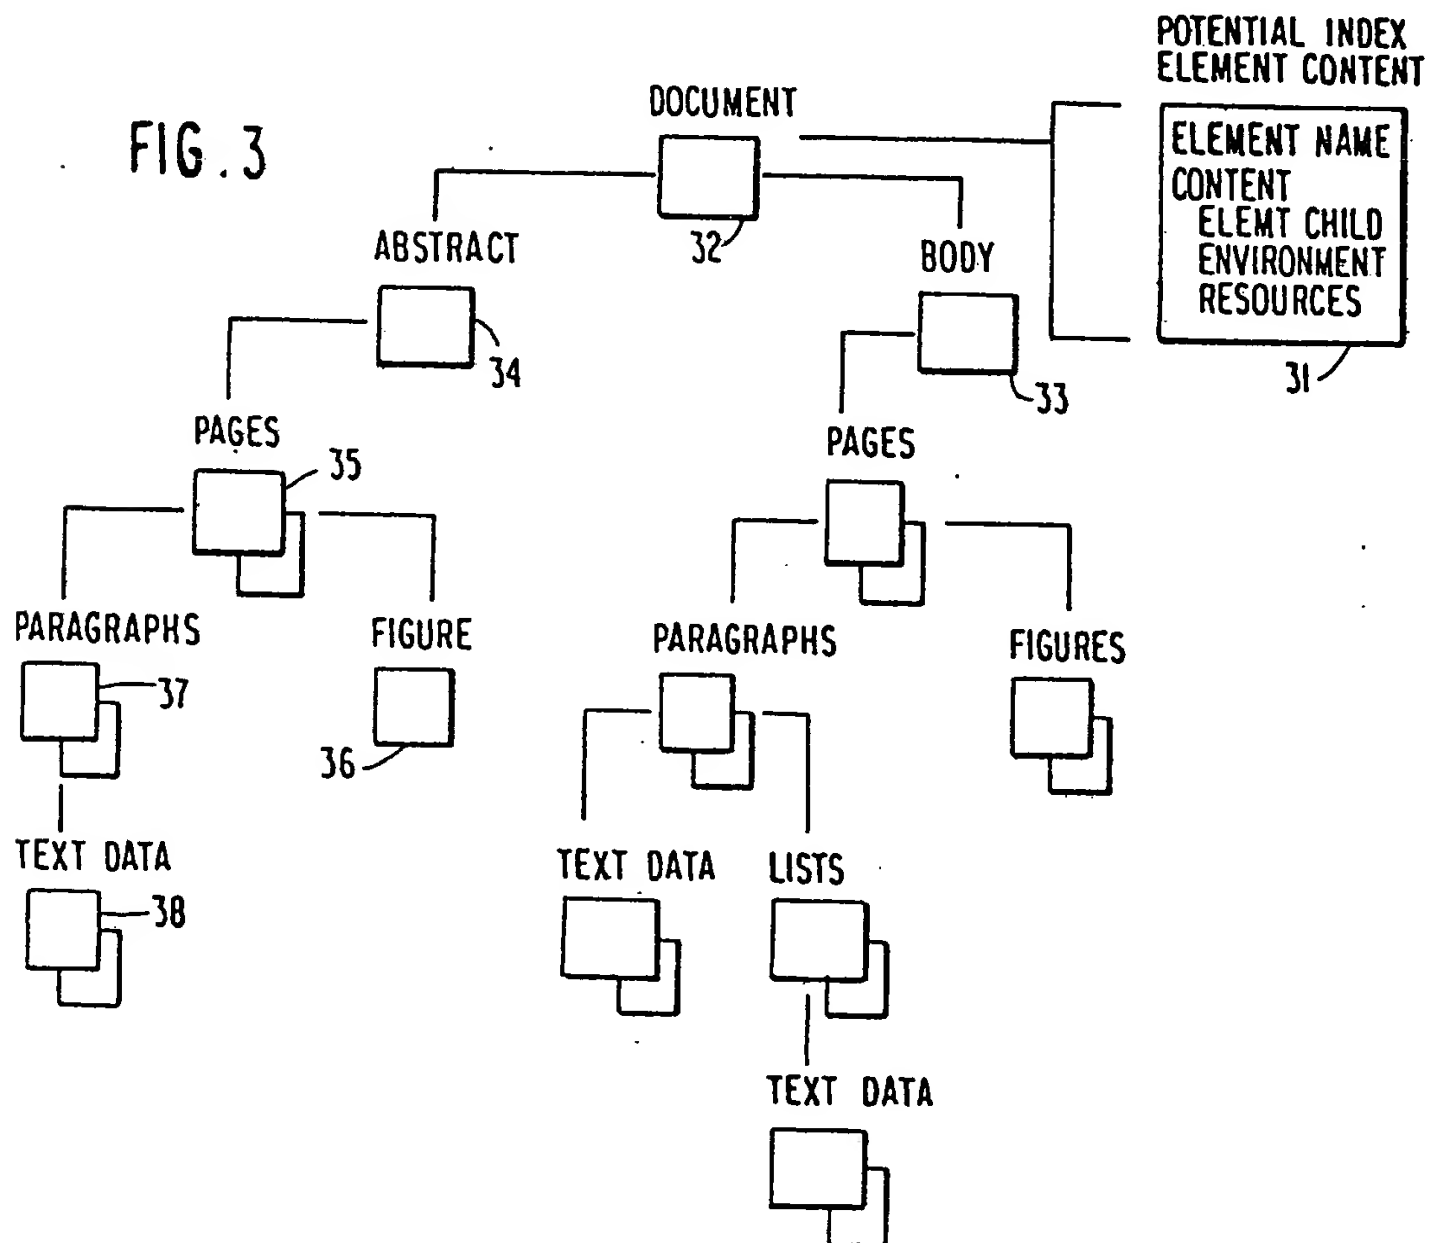 POTENTIAL INDEX
ELEMENT CONTENT
DOCUMENT
FIG. 3
ELEMENT NAME
CONTENT
ELEMT CHILD
ENVIRONMENT
RESOURCES
32
ABSTRACT
BODY
34
31
33
PAGES
PAGES
35
PARAGRAPHS
FIGURE
PARAGRAPHS
FIGURES
37
36
TEXT DATA
TEXT DATA
LISTS
38
TEXT DATA